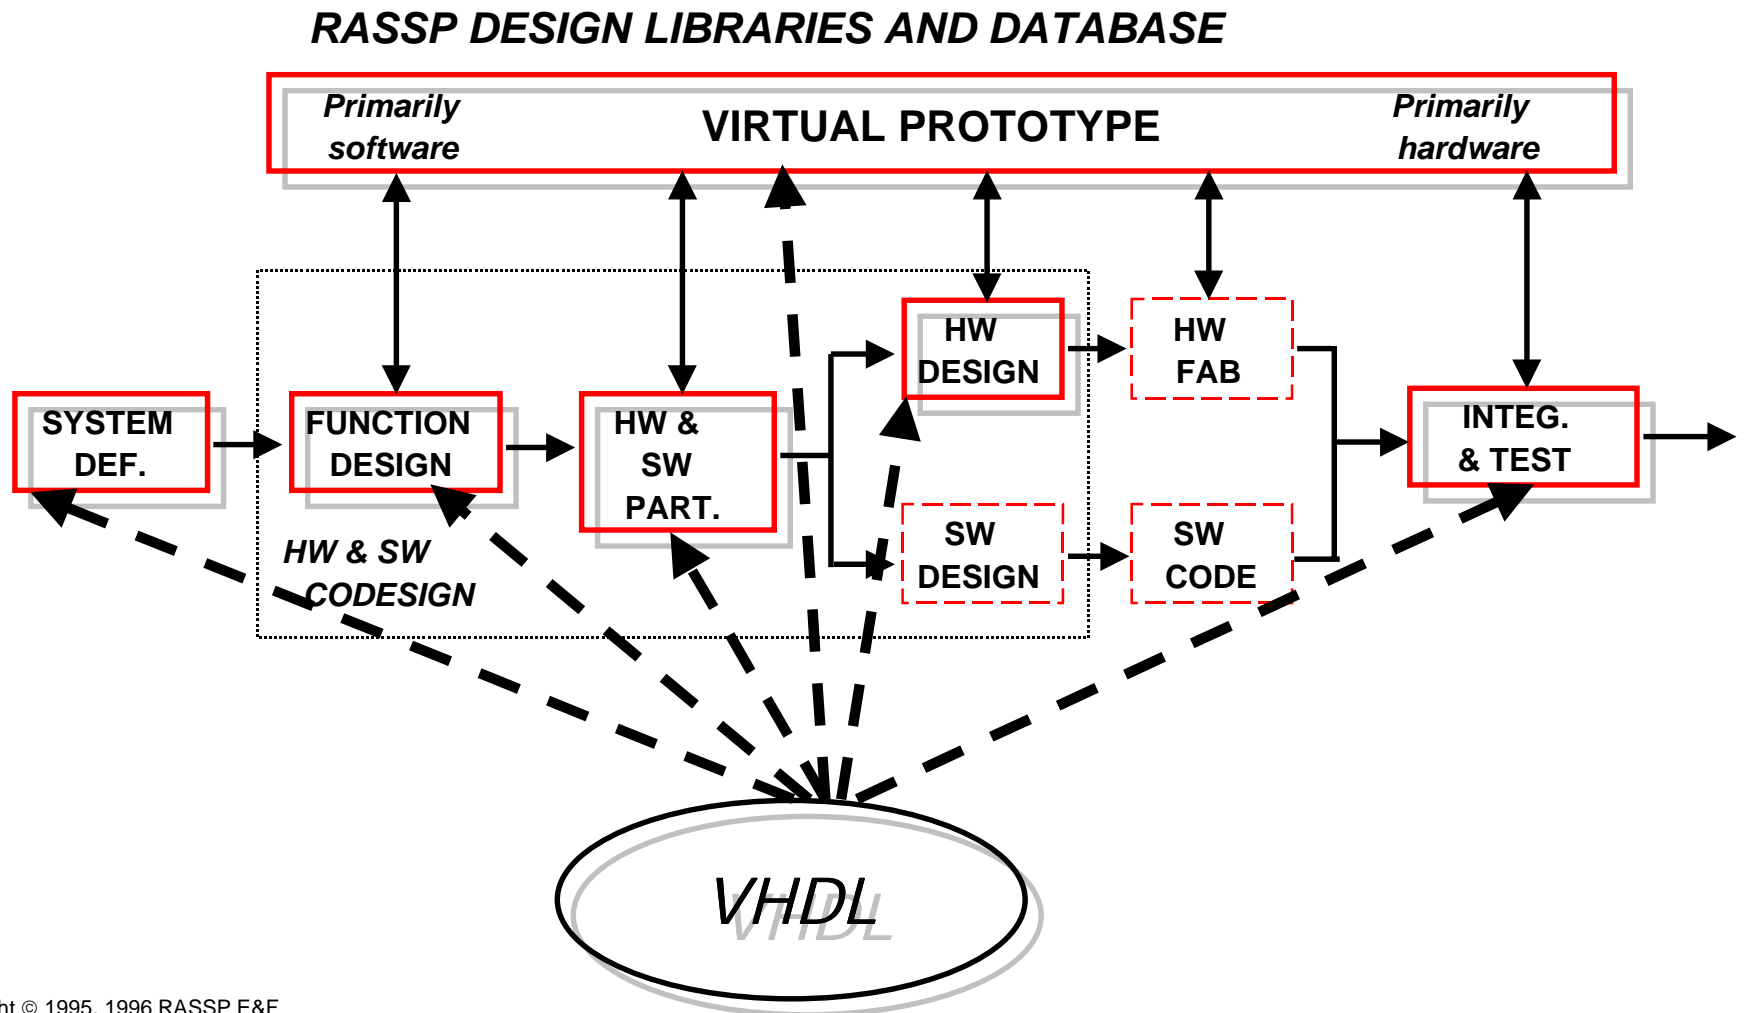 RASSP DESIGN LIBRARIES AND DATABASE
Primarily
software
VIRTUAL PROTOTYPE
Primarily
hardware
SYSTEM
DEF.
FUNCTION
DESIGN
HW &
SW
PART.
HW
DESIGN
HW
FAB
SW
DESIGN
SW
CODE
INTEG.
& TEST
HW & SW
CODESIGN
VHDL
© 1995, 1996 RASSP E&F